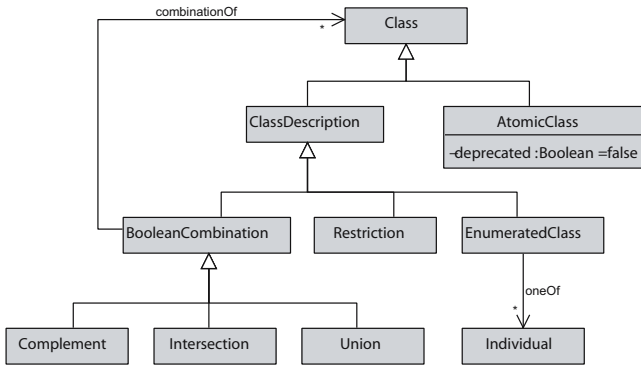 combinationOf
*
Class
ClassDescription
AtomicClass
-deprecated :Boolean =false
BooleanCombination
Restriction
EnumeratedClass
oneOf
*
Complement
Intersection
Union
Individual